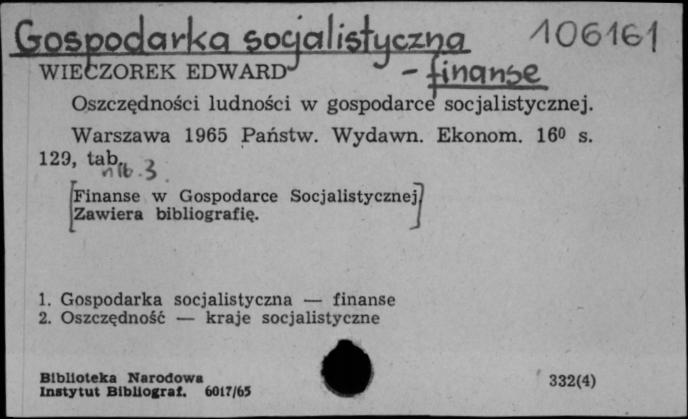 Gospodarka socjalistyczna 106161
WIECZOREK EDWARD - finanse
Oszczędności ludności w gospodarce socjalistycznej.
Warszawa 1965 Państw. Wydawn. Ekonom. 16⁰ s.
129, tab.
nlb. 3
[Finanse w Gospodarce Socjalistycznej]
Zawiera bibliografię.
1. Gospodarka socjalistyczna — finanse
2. Oszczędność — kraje socjalistyczne
Biblioteka Narodowa
Instytut Bibliograf. 6017/65 332(4)